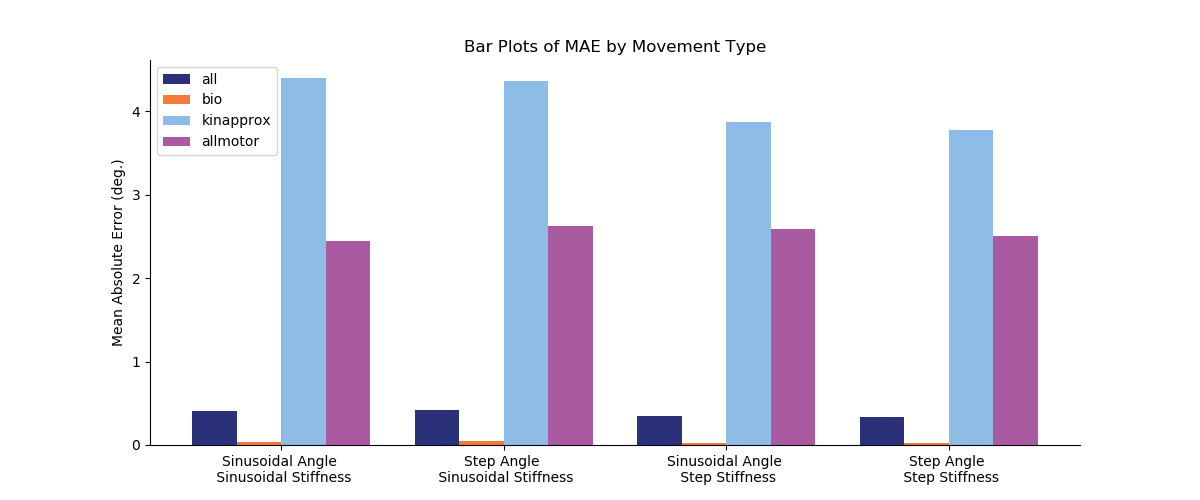 Bar Plots of MAE by Movement Type
all
bio
kinapprox
allmotor
Mean Absolute Error (deg.)
4
3
2
1
0
Sinusoidal Angle
Sinusoidal Stiffness
Step Angle
Sinusoidal Stiffness
Sinusoidal Angle
Step Stiffness
Step Angle
Step Stiffness